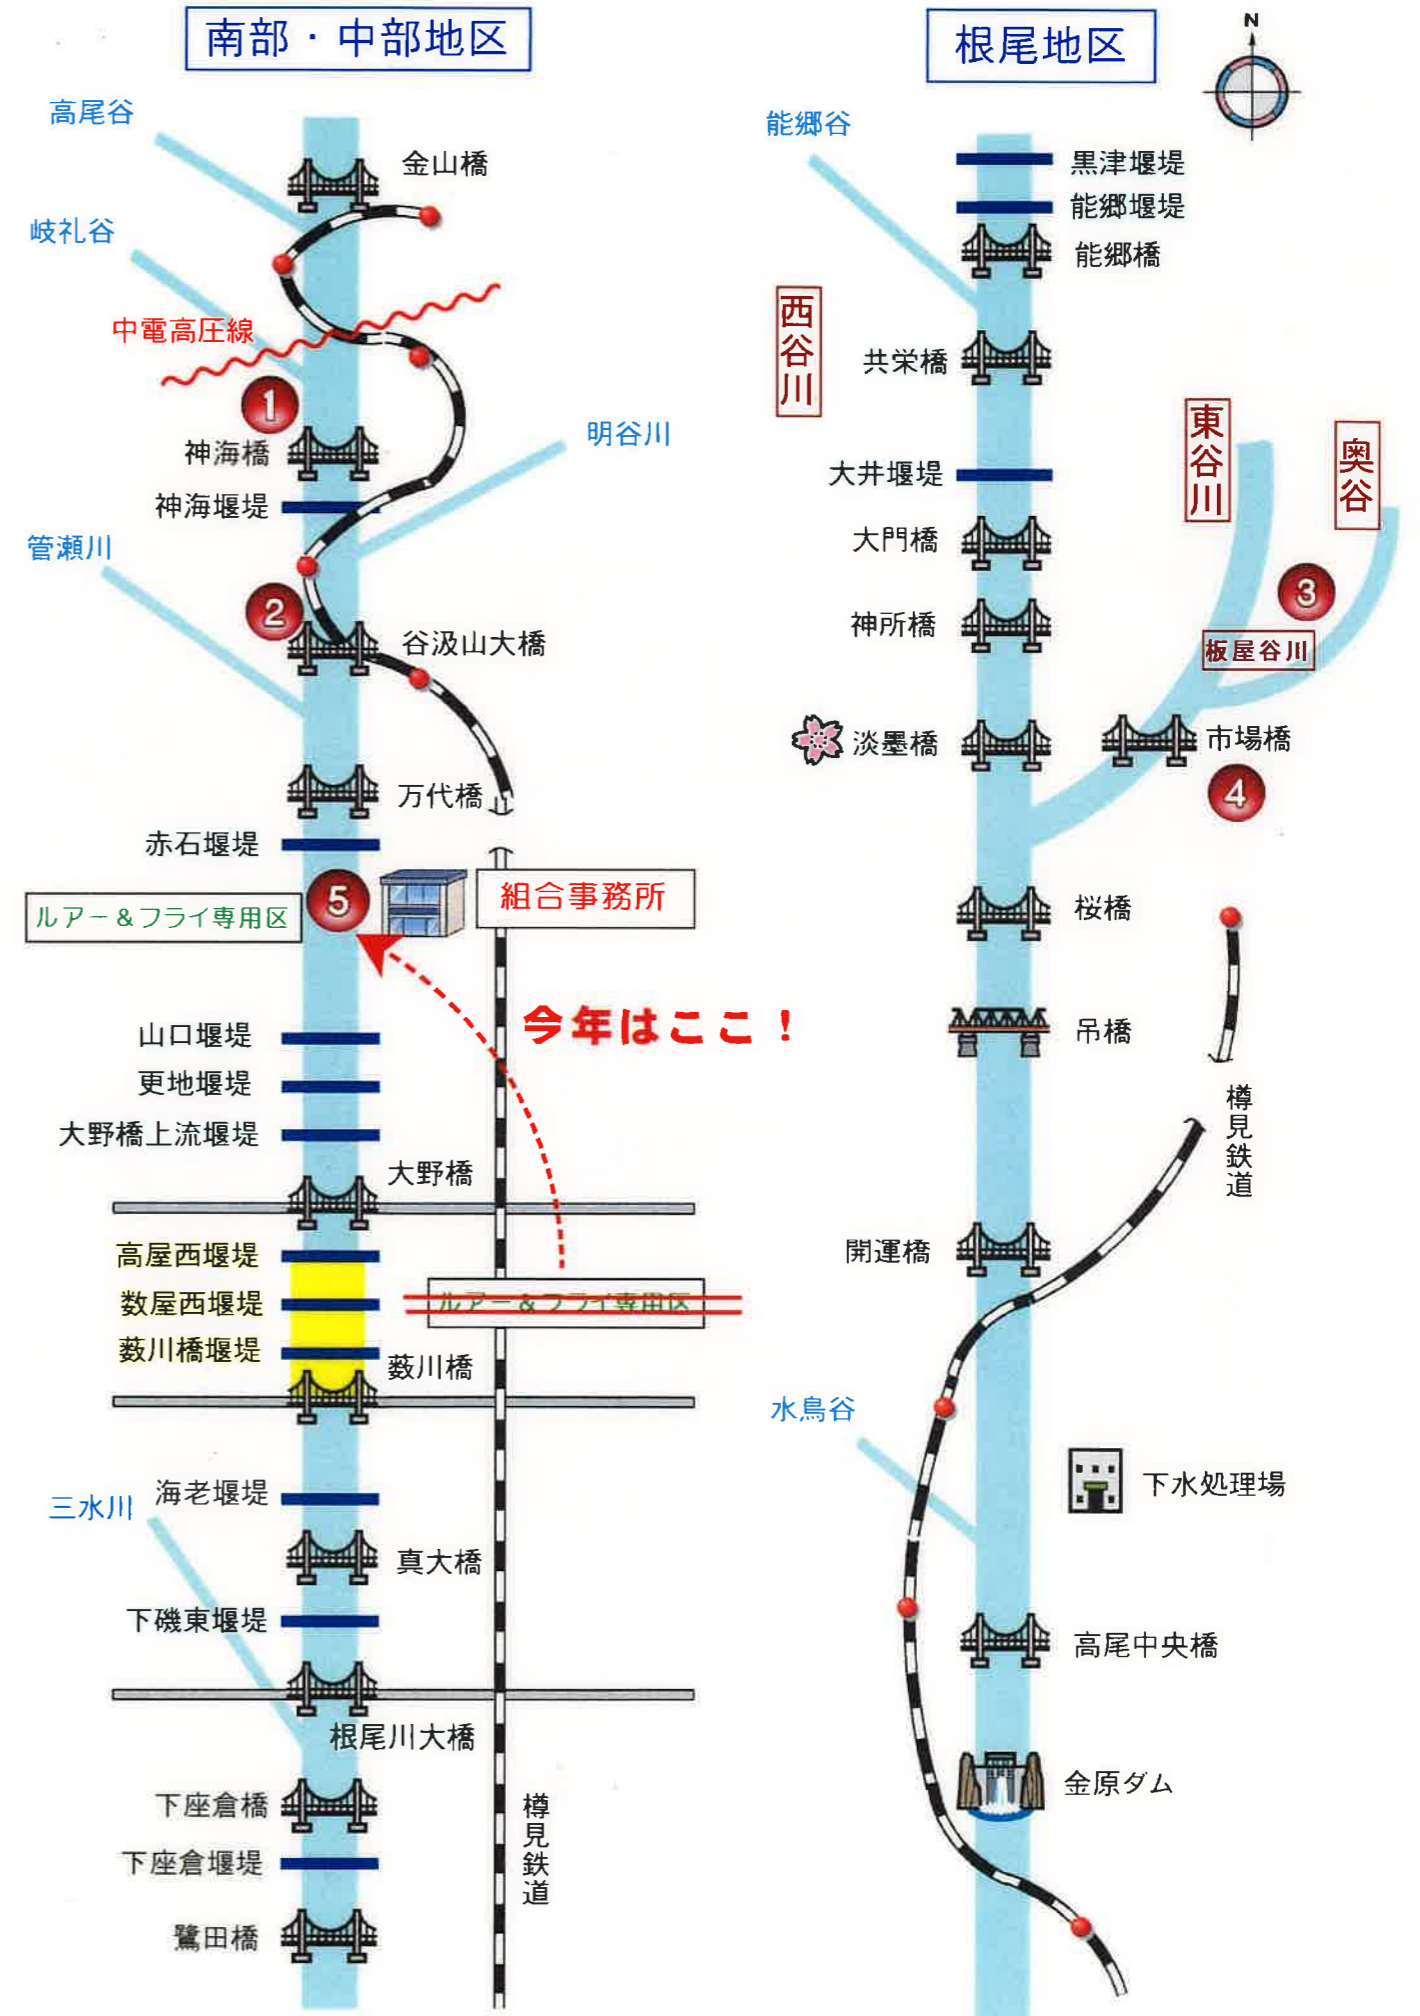 南部・中部地区
高尾谷
金山橋
岐礼谷
中電高圧線
1
神海橋
明谷川
神海堰堤
管瀬川
2
谷汲山大橋
万代橋
赤石堰堤
5
ルアー&フライ専用区
組合事務所
今年はここ!
山口堰堤
更地堰堤
大野橋上流堰堤
大野橋
高屋西堰堤
数屋西堰堤
ルアー&フライ専用区
薮川橋堰堤
薮川橋
三水川
海老堰堤
真大橋
下磯東堰堤
根尾川大橋
下座倉橋
樽見鉄道
下座倉堰堤
鷺田橋
根尾地区
N
能郷谷
黒津堰堤
能郷堰堤
能郷橋
西谷川
共栄橋
東谷川
奥谷
大井堰堤
大門橋
3
神所橋
板屋谷川
淡墨橋
市場橋
4
桜橋
吊橋
樽見鉄道
開運橋
水鳥谷
下水処理場
高尾中央橋
金原ダム